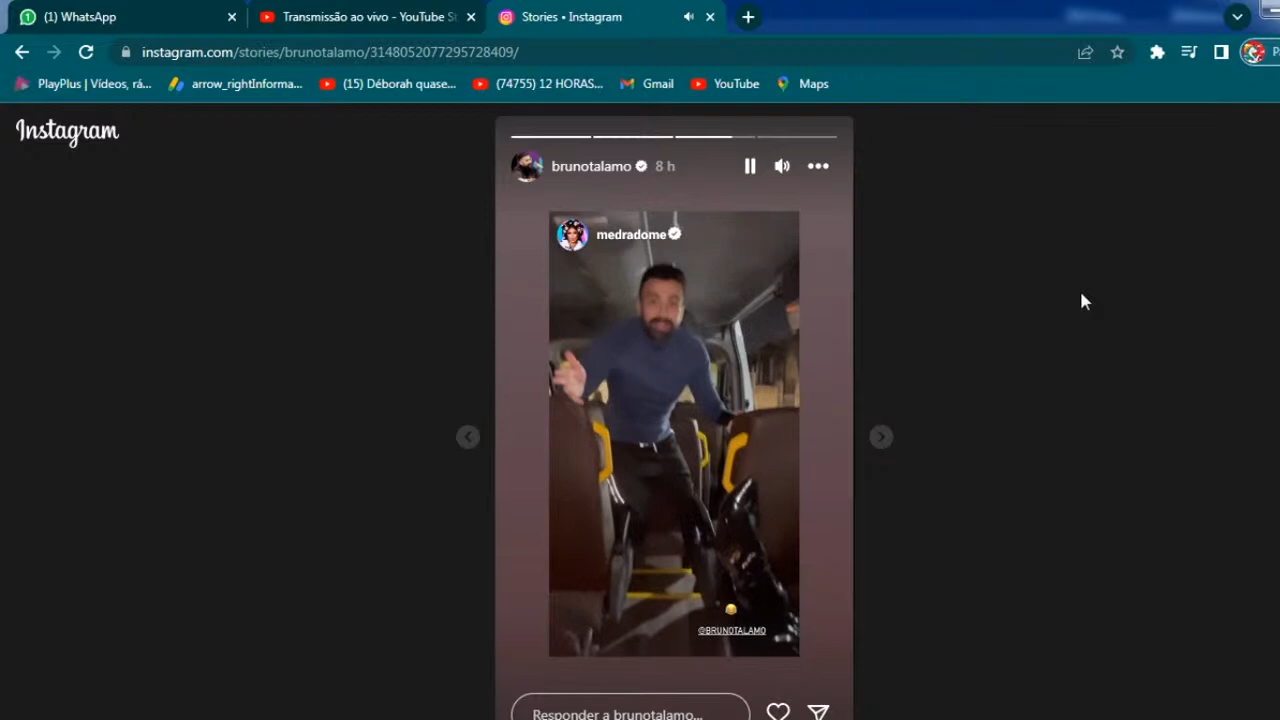 (1) WhatsApp
Transmissão ao vivo - YouTube St
Stories • Instagram
instagram.com/stories/brunotalamo/3148052077295728409/
PlayPlus | Vídeos, rá...
arrow_rightInforma...
(15) Déborah quase...
(74755) 12 HORAS...
Gmail
YouTube
Maps
Instagram
brunotalamo 8 h
medradome
@BRUNOTALAMO
Responder a brunotalamo...